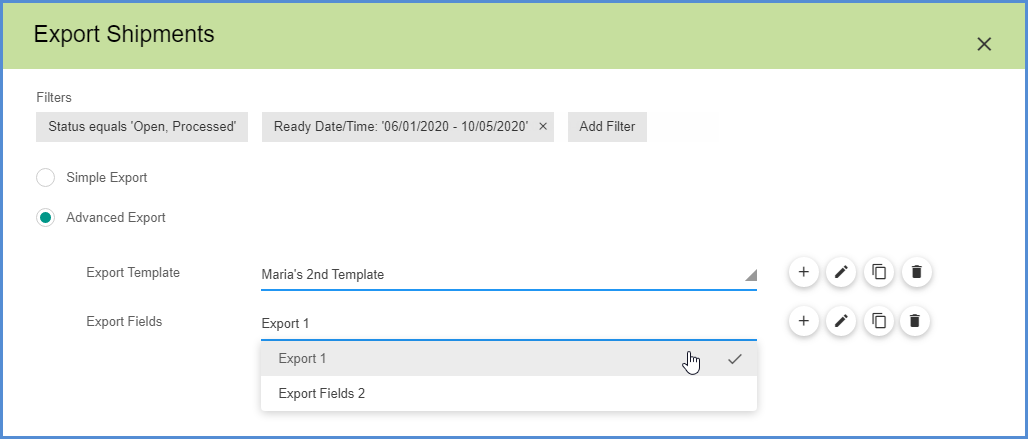 Export Shipments
Filters
Status equals 'Open, Processed' Ready Date/Time: '06/01/2020 - 10/05/2020' × Add Filter
Simple Export
Advanced Export
Export Template Maria's 2nd Template
Export Fields Export 1
Export 1
Export Fields 2